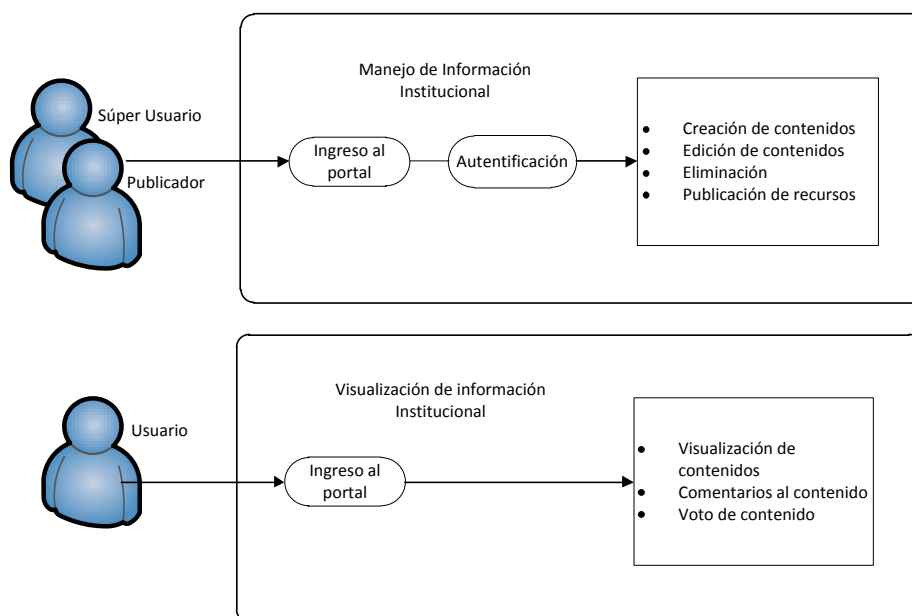 Manejo de Información
Institucional
Súper Usuario
Publicador
Ingreso al
portal
Autentificación
● Creación de contenidos
● Edición de contenidos
● Eliminación
● Publicación de recursos
Visualización de información
Institucional
Usuario
Ingreso al
portal
● Visualización de
contenidos
● Comentarios al contenido
● Voto de contenido